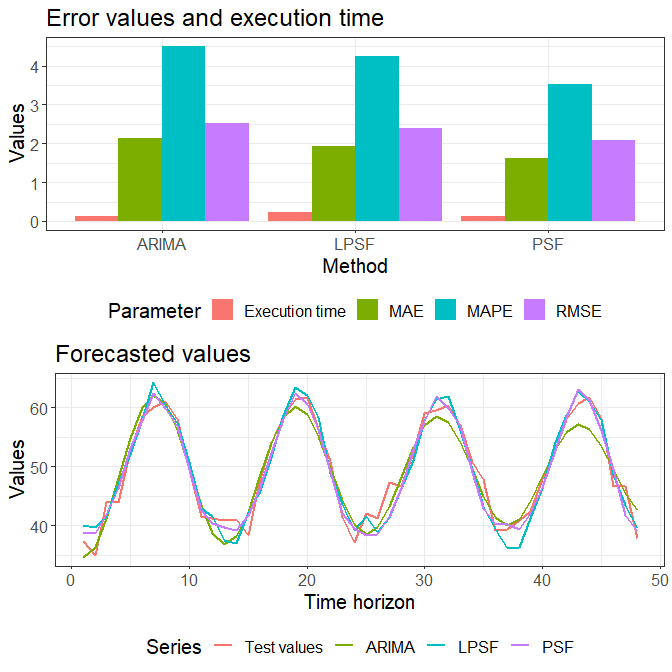 Error values and execution time
Values
4
3
2
1
0
ARIMA LPSF PSF
Method
Parameter Execution time MAE MAPE RMSE
Forecasted values
Values
60
50
40
0 10 20 30 40 50
Time horizon
Series Test values ARIMA LPSF PSF